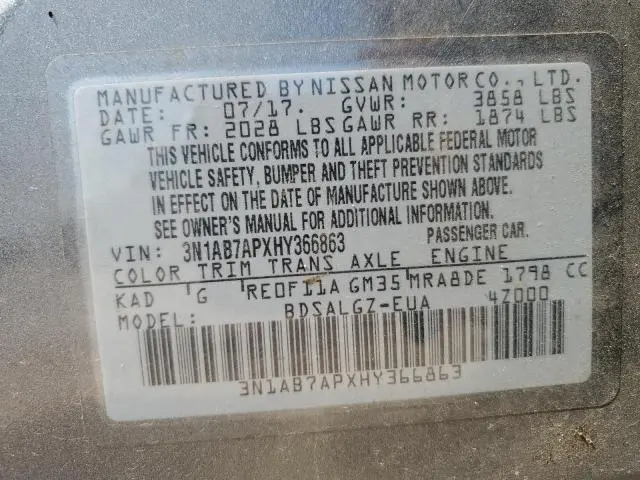 MANUFACTURED BY NISSAN MOTOR CO., LTD.
DATE: 07/17. GVWR: 3858 LBS
GAWR FR: 2028 LBS GAWR RR: 1874 LBS
THIS VEHICLE CONFORMS TO ALL APPLICABLE FEDERAL MOTOR
VEHICLE SAFETY, BUMPER AND THEFT PREVENTION STANDARDS
IN EFFECT ON THE DATE OF MANUFACTURE SHOWN ABOVE.
SEE OWNER'S MANUAL FOR ADDITIONAL INFORMATION.
VIN: 3N1AB7APXHY366863 PASSENGER CAR.
COLOR TRIM TRANS AXLE ENGINE
KAD G RE0F11A GM35 MRA8DE 1798 CC
MODEL: BDSALGZ-EUA 4Z000
3N1AB7APXHY366863